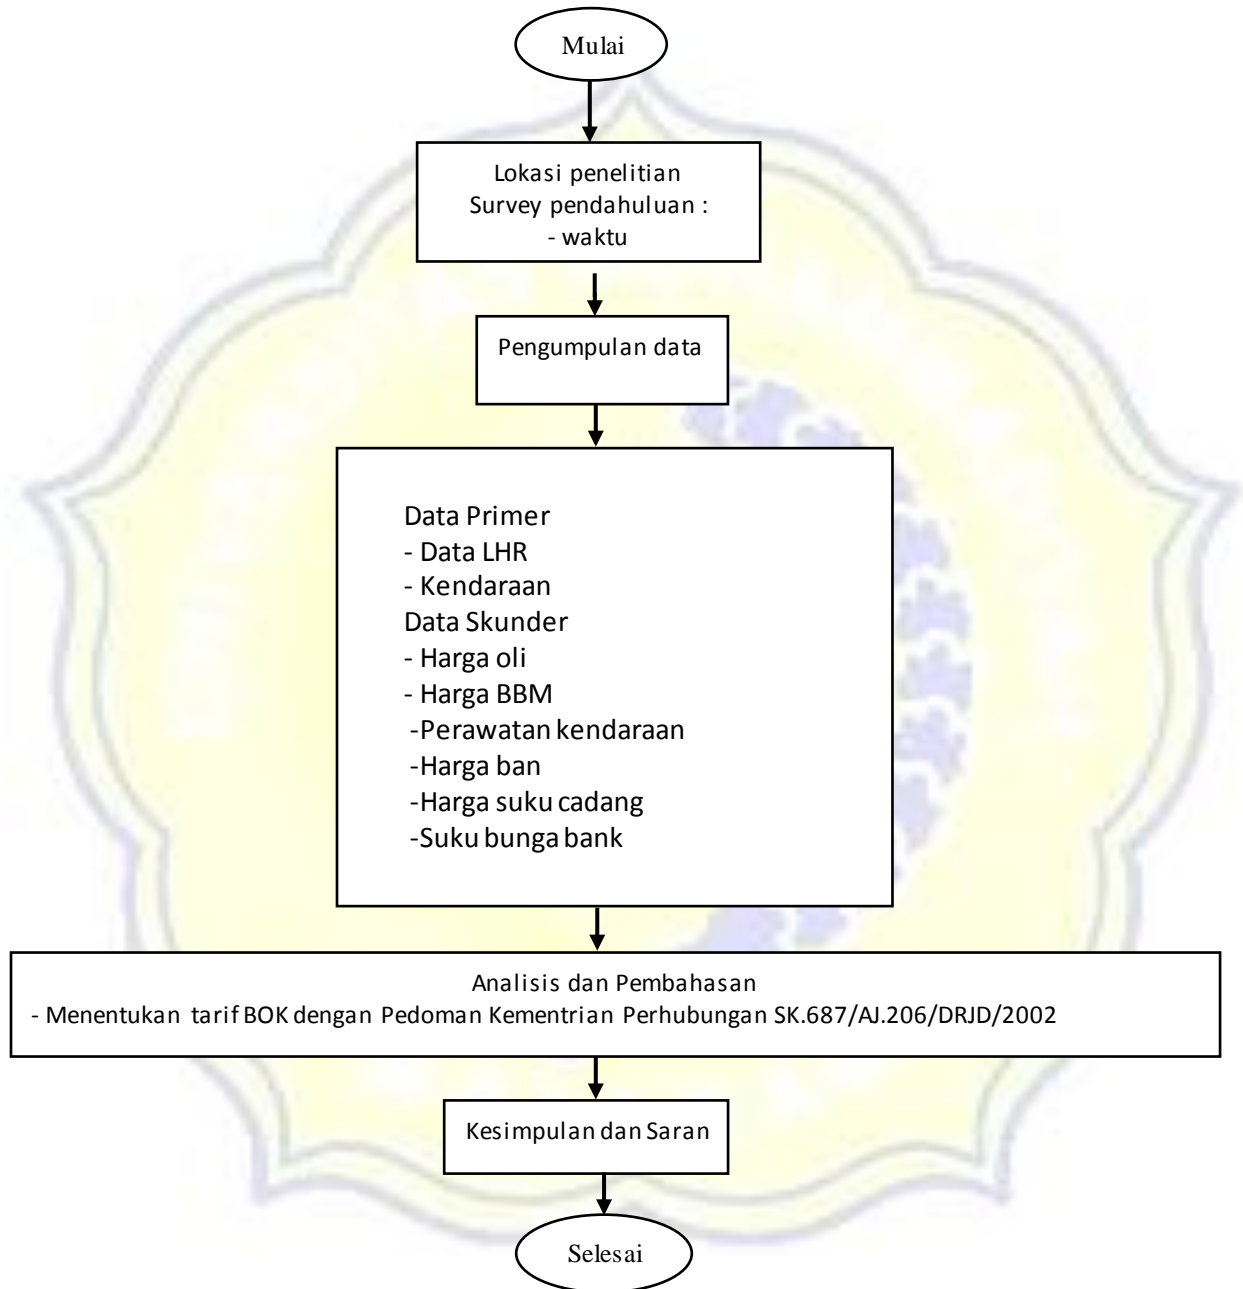 Mulai
Lokasi penelitian
Survey pendahuluan :
- waktu
Pengumpulan data
Data Primer
- Data LHR
- Kendaraan
Data Skunder
- Harga oli
- Harga BBM
-Perawatan kendaraan
-Harga ban
-Harga suku cadang
-Suku bunga bank
Analisis dan Pembahasan
- Menentukan tarif BOK dengan Pedoman Kementrian Perhubungan SK.687/AJ.206/DRJD/2002
Kesimpulan dan Saran
Selesai